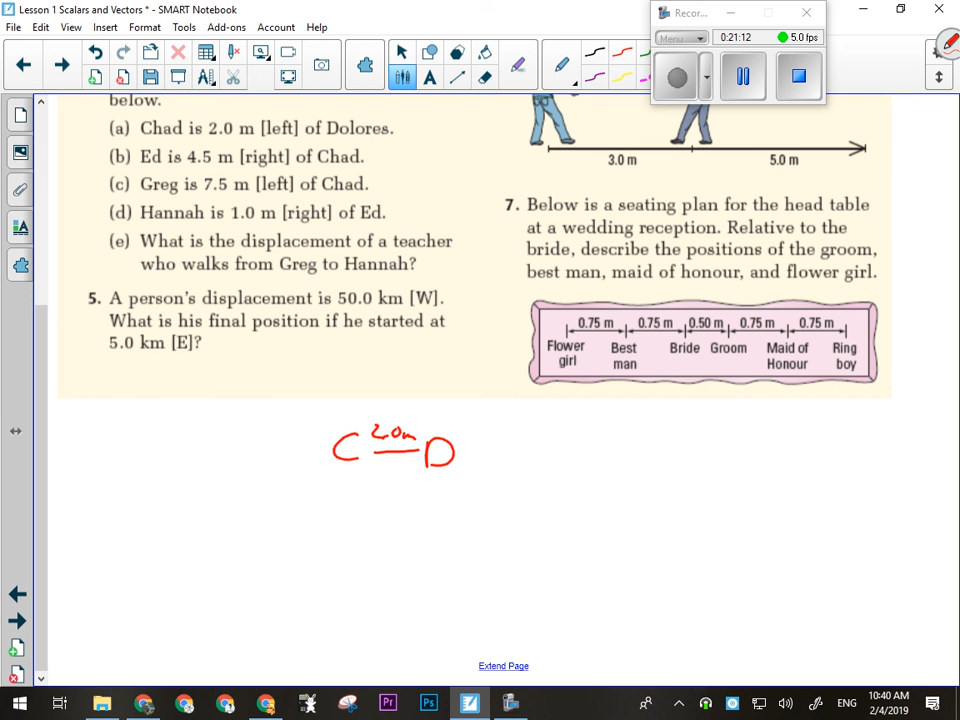 Lesson 1 Scalars and Vectors * - SMART Notebook
File Edit View Insert Format Tools Add-ons Account Help
Recor...
Menu
0:21:12
5.0 fps
below.
(a) Chad is 2.0 m [left] of Dolores.
(b) Ed is 4.5 m [right] of Chad.
(c) Greg is 7.5 m [left] of Chad.
(d) Hannah is 1.0 m [right] of Ed.
(e) What is the displacement of a teacher
who walks from Greg to Hannah?
5. A person's displacement is 50.0 km [W].
What is his final position if he started at
5.0 km [E]?
3.0 m 5.0 m
7. Below is a seating plan for the head table
at a wedding reception. Relative to the
bride, describe the positions of the groom,
best man, maid of honour, and flower girl.
0.75 m 0.75 m 0.50 m 0.75 m 0.75 m
Flower Best Bride Groom Maid of Ring
girl man Honour boy
C 2.0m D
Extend Page
Pr Ps
ENG
10:40 AM
2/4/2019